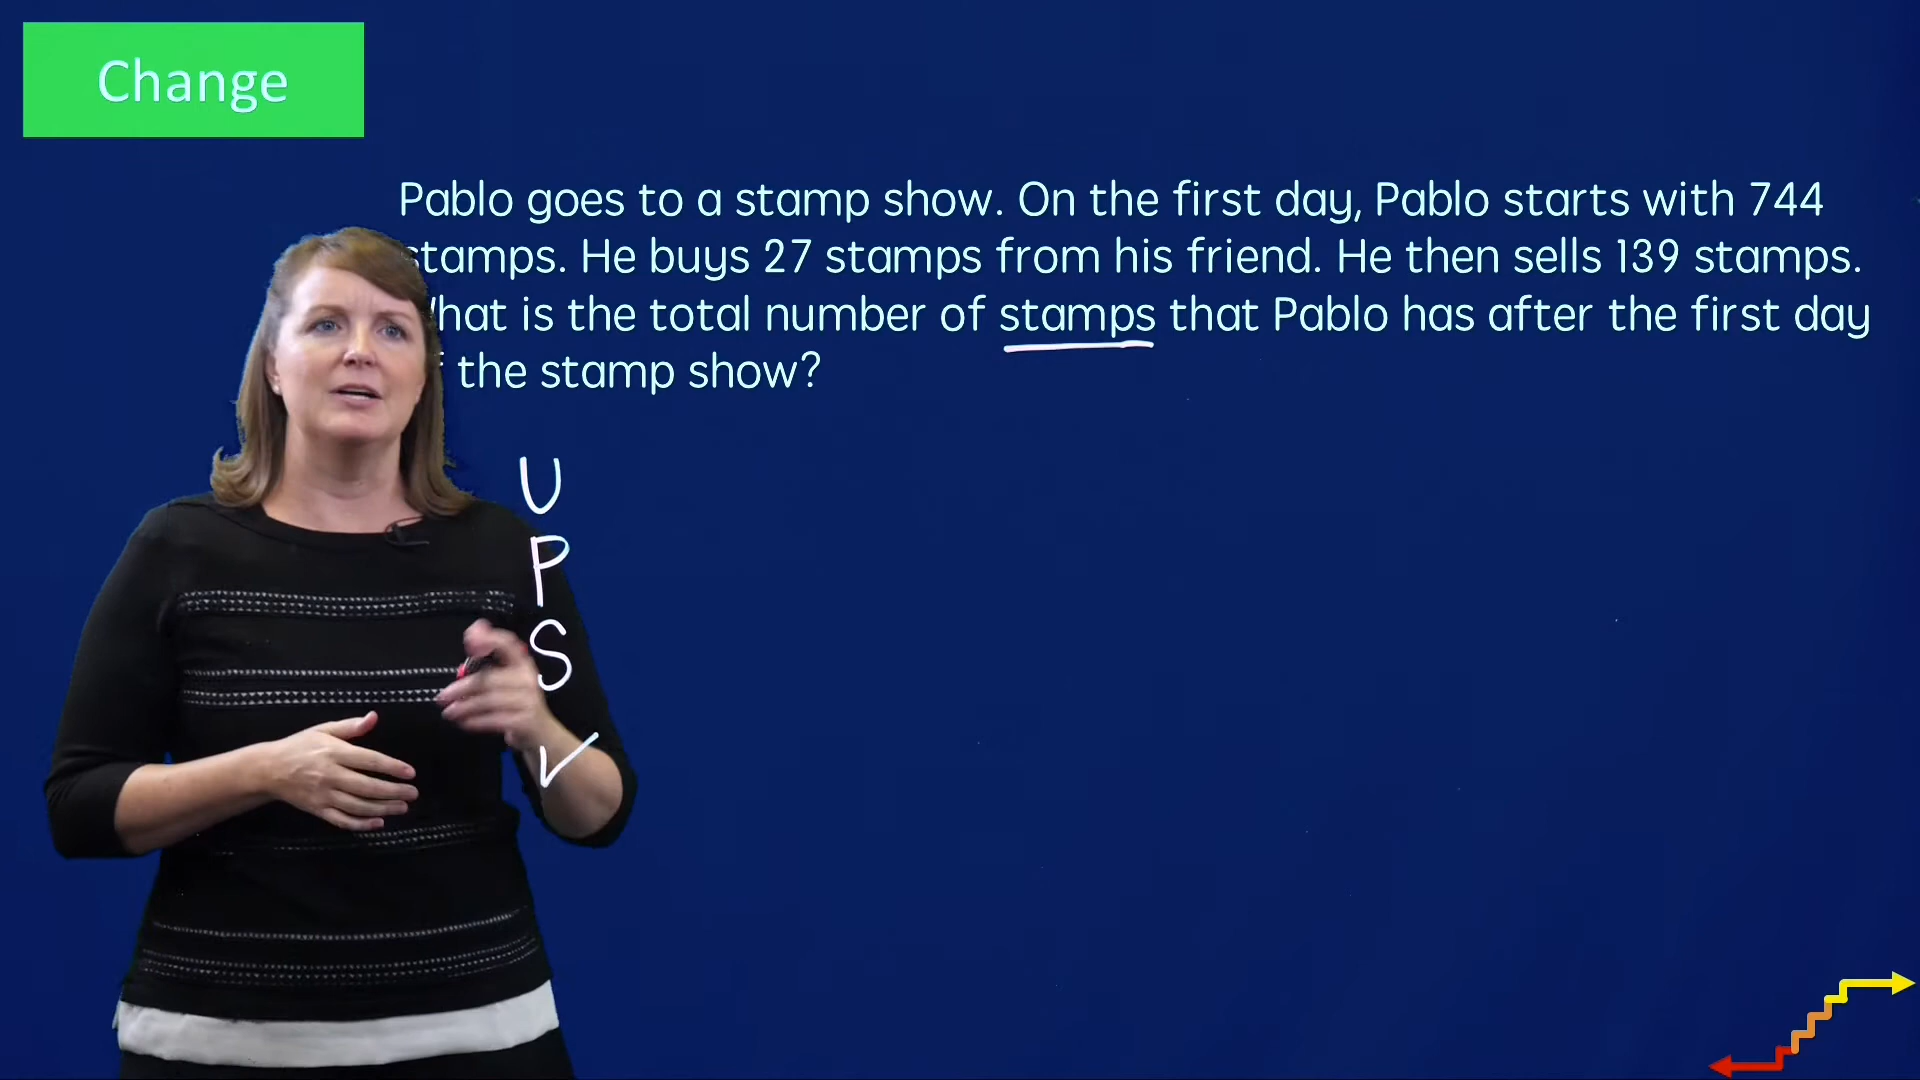 Change
Pablo goes to a stamp show. On the first day, Pablo starts with 744
stamps. He buys 27 stamps from his friend. He then sells 139 stamps.
What is the total number of stamps that Pablo has after the first day
the stamp show?
U
P
S
✓